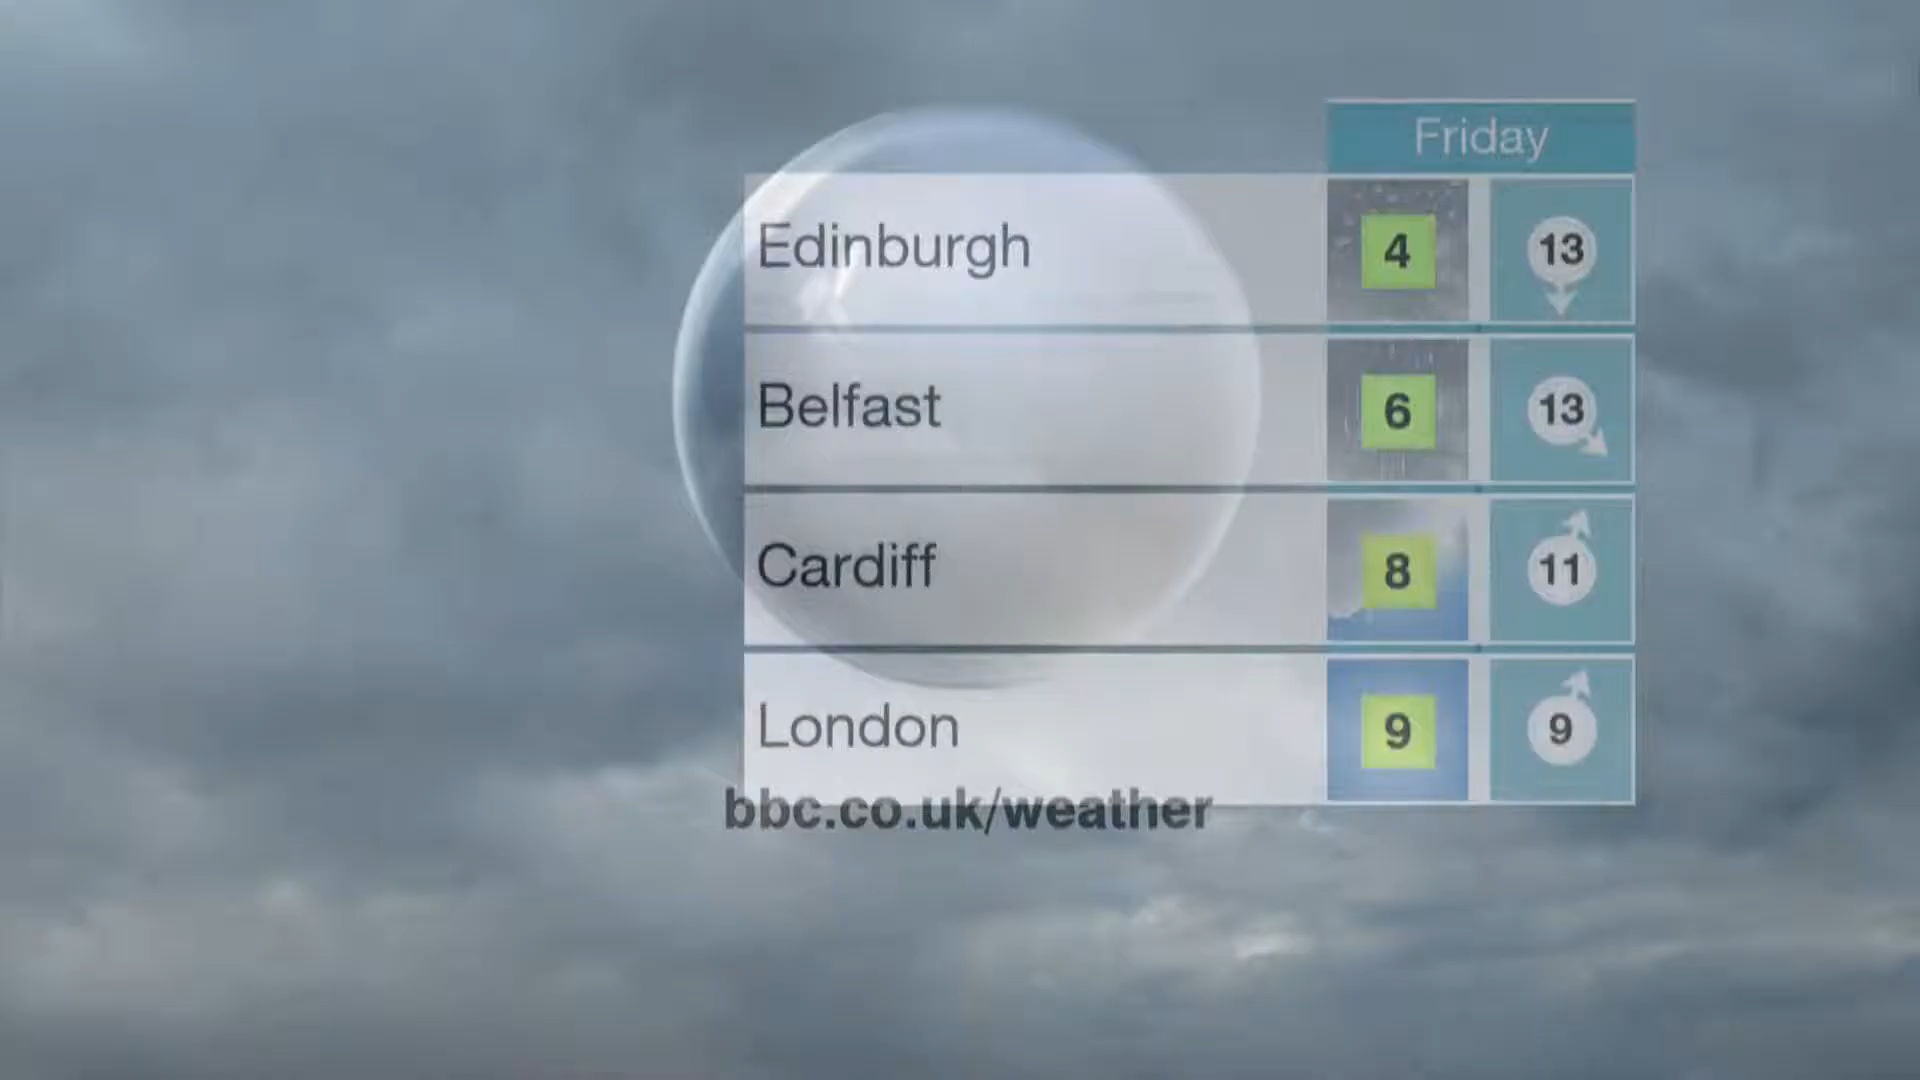 Friday
Edinburgh 4 13
Belfast 6 13
Cardiff 8 11
London 9 9
bbc.co.uk/weather